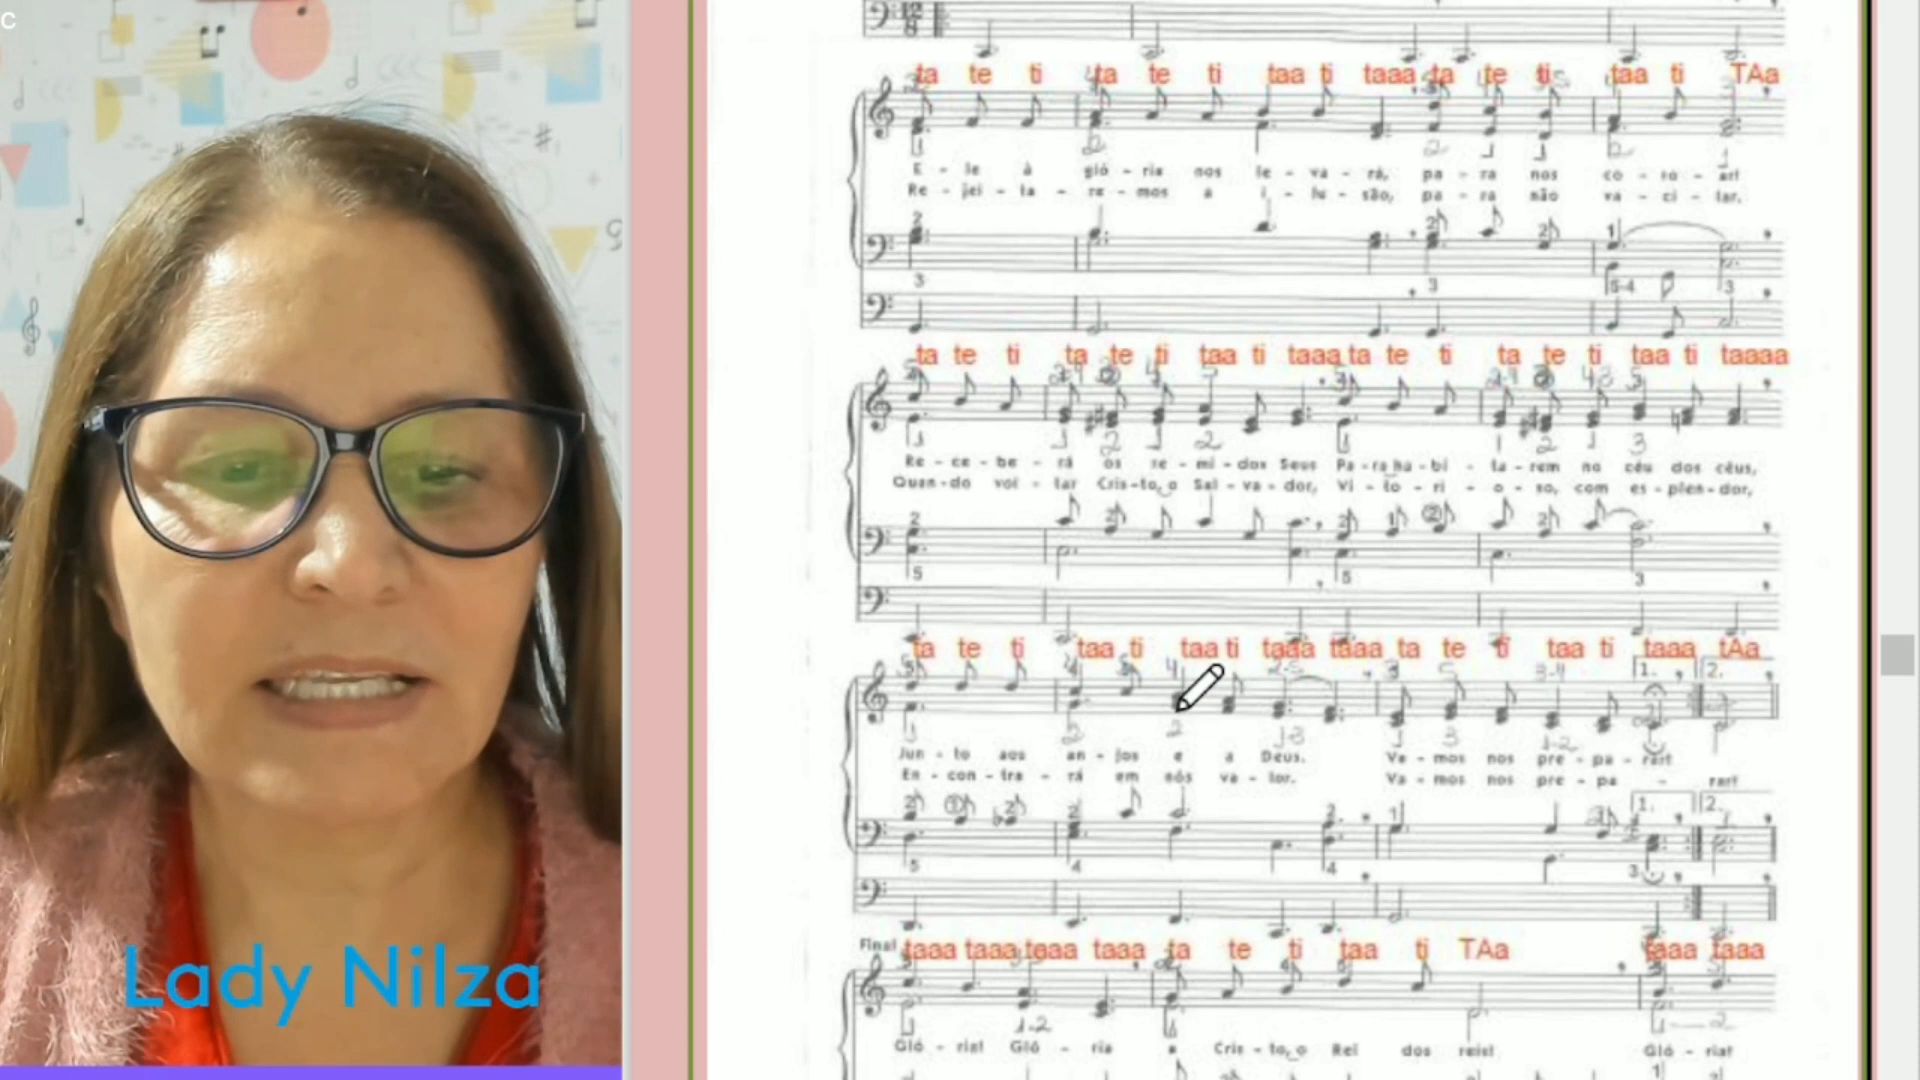 C
12
8
ta te ti ta te ti taa ti taaa ta te ti taa ti TAa
E - le à gló - ria nos le - va - rá, pa - ra nos co - ro - ar!
Re - jei - ta - re - mos a i - lu - são, pa - ra não va - ci - lar.
ta te ti ta te ti taa ti taaa ta te ti ta te ti taa ti taaaa
Re - ce - be - rá os re - mi - dos Seus Pa - ra ha - bi - ta - rem no céu dos céus,
Quan - do vol - tar Cris - to, o Sal - va - dor, Vi - to - ri - o - so, com es - plen - dor,
ta te ti taa ti taa ti taaa taaa ta te ti taa ti taaa tAa
1. 2.
Jun - to aos an - jos e a Deus. Va - mos nos pre - pa - rar!
En - con - tra - rá em nós va - lor. Va - mos nos pre - pa - rar!
1. 2.
Final taaa taaa taaa taaa ta te ti taa ti TAa taaa taaa
Gló - ria! Gló - ria a Cris - to, o Rei dos reis! Gló - ria!
Lady Nilza